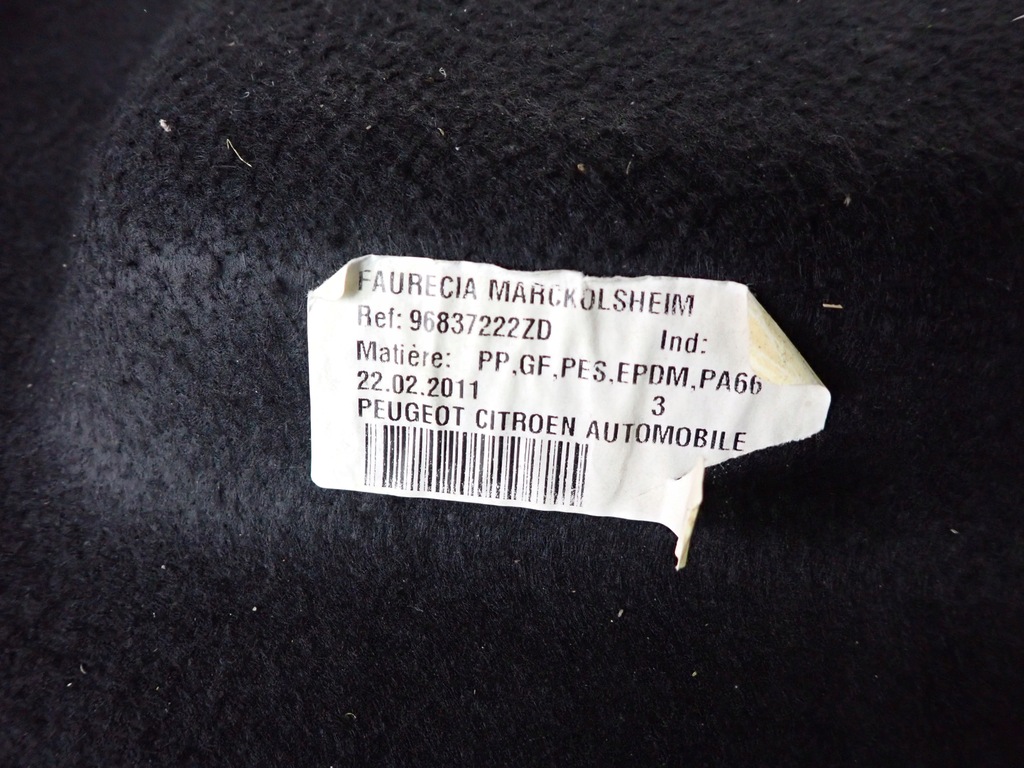 FAURECIA MARCKOLSHEIM
Ref: 96837222ZD Ind:
Matière: PP,GF,PES,EPDM,PA66
22.02.2011 3
PEUGEOT CITROEN AUTOMOBILE